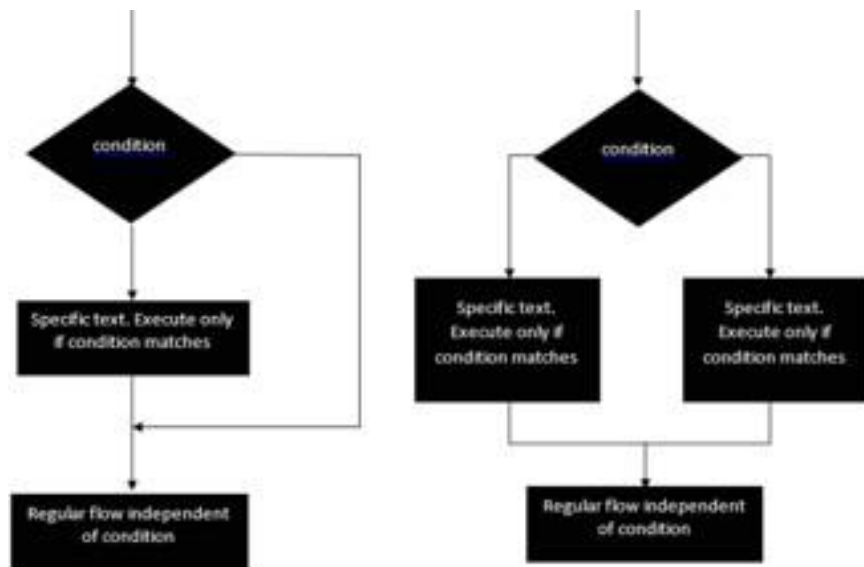 condition
Specific text. Execute only
if condition matches
Regular flow independent
of condition
condition
Specific text.
Execute only if
condition matches
Specific text.
Execute only if
condition matches
Regular flow independent
of condition